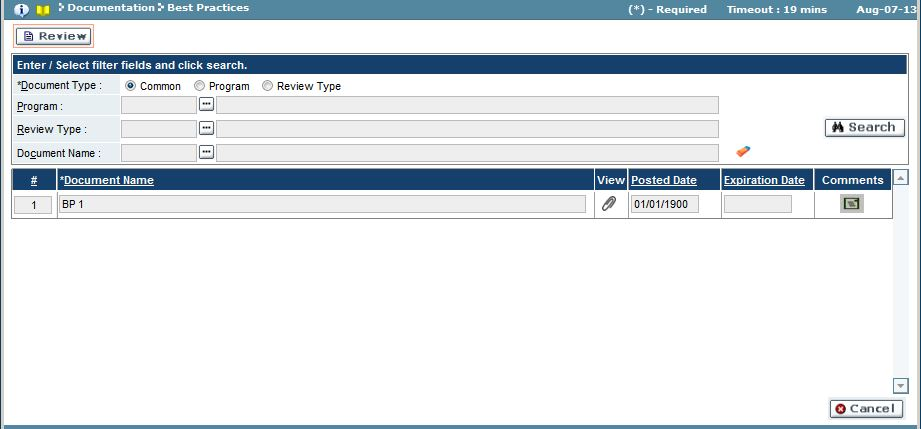 Documentation Best Practices (*) - Required Timeout : 19 mins Aug-07-13
Review
Enter / Select filter fields and click search.
*Document Type : Common Program Review Type
Program : ...
Review Type : ...
Search
Document Name : ...
# *Document Name View Posted Date Expiration Date Comments
1 BP 1 01/01/1900
Cancel